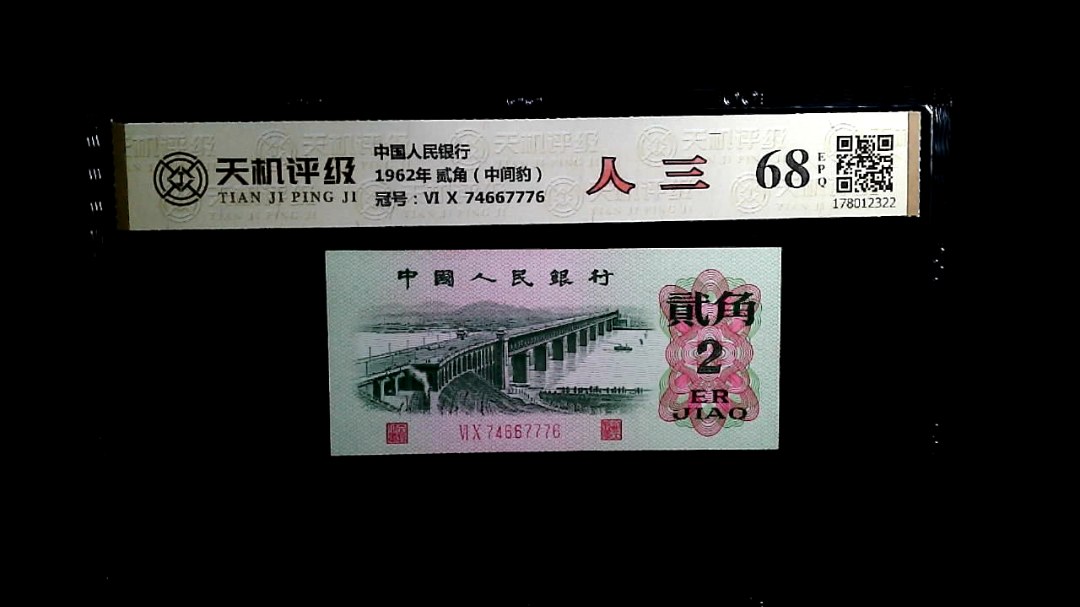 天机评级
TIAN JI PING JI
中国人民银行
1962年 贰角（中间豹）
冠号：VI X 74667776
人三
68
EPQ
178012322
中國人民銀行
貳角
2
ER
JIAO
VI X 74667776